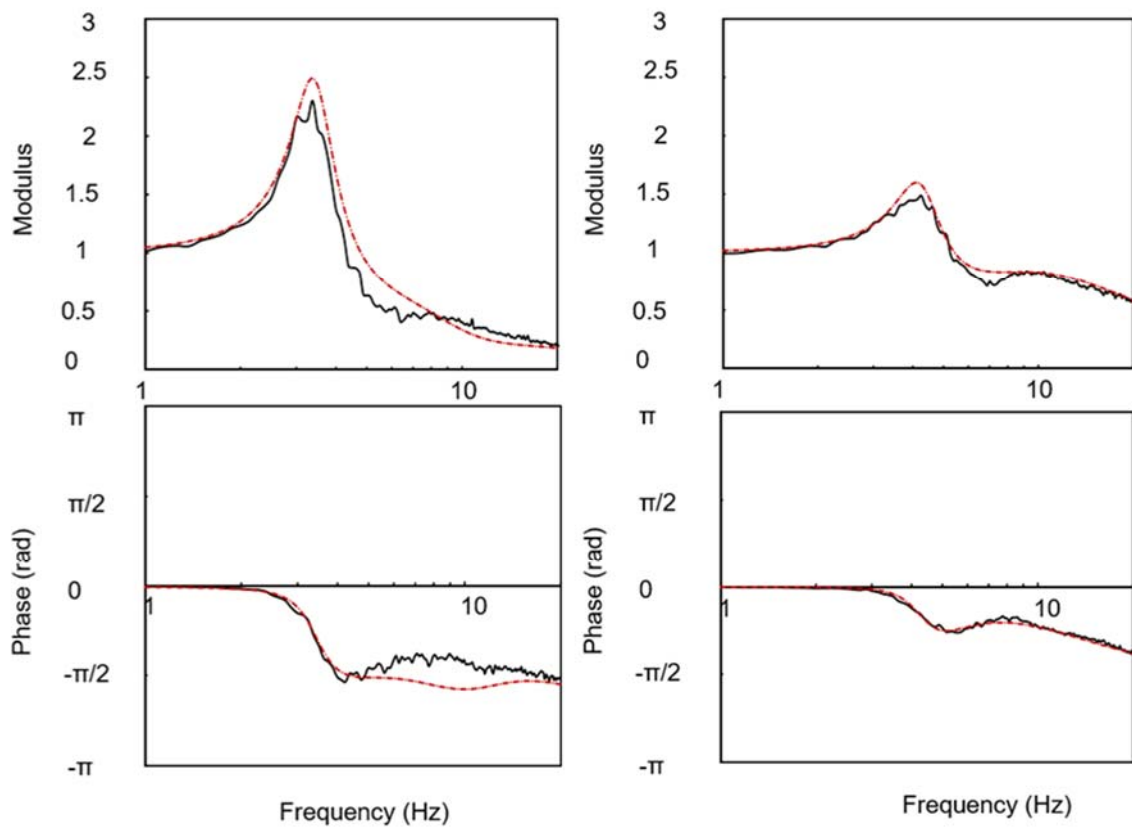 3
2.5
2
1.5
1
0.5
0
Modulus
1
10
3
2.5
2
1.5
1
0.5
0
Modulus
1
10
π
π/2
0
-π/2
-π
Phase (rad)
1
10
Frequency (Hz)
π
π/2
0
-π/2
-π
Phase (rad)
1
10
Frequency (Hz)